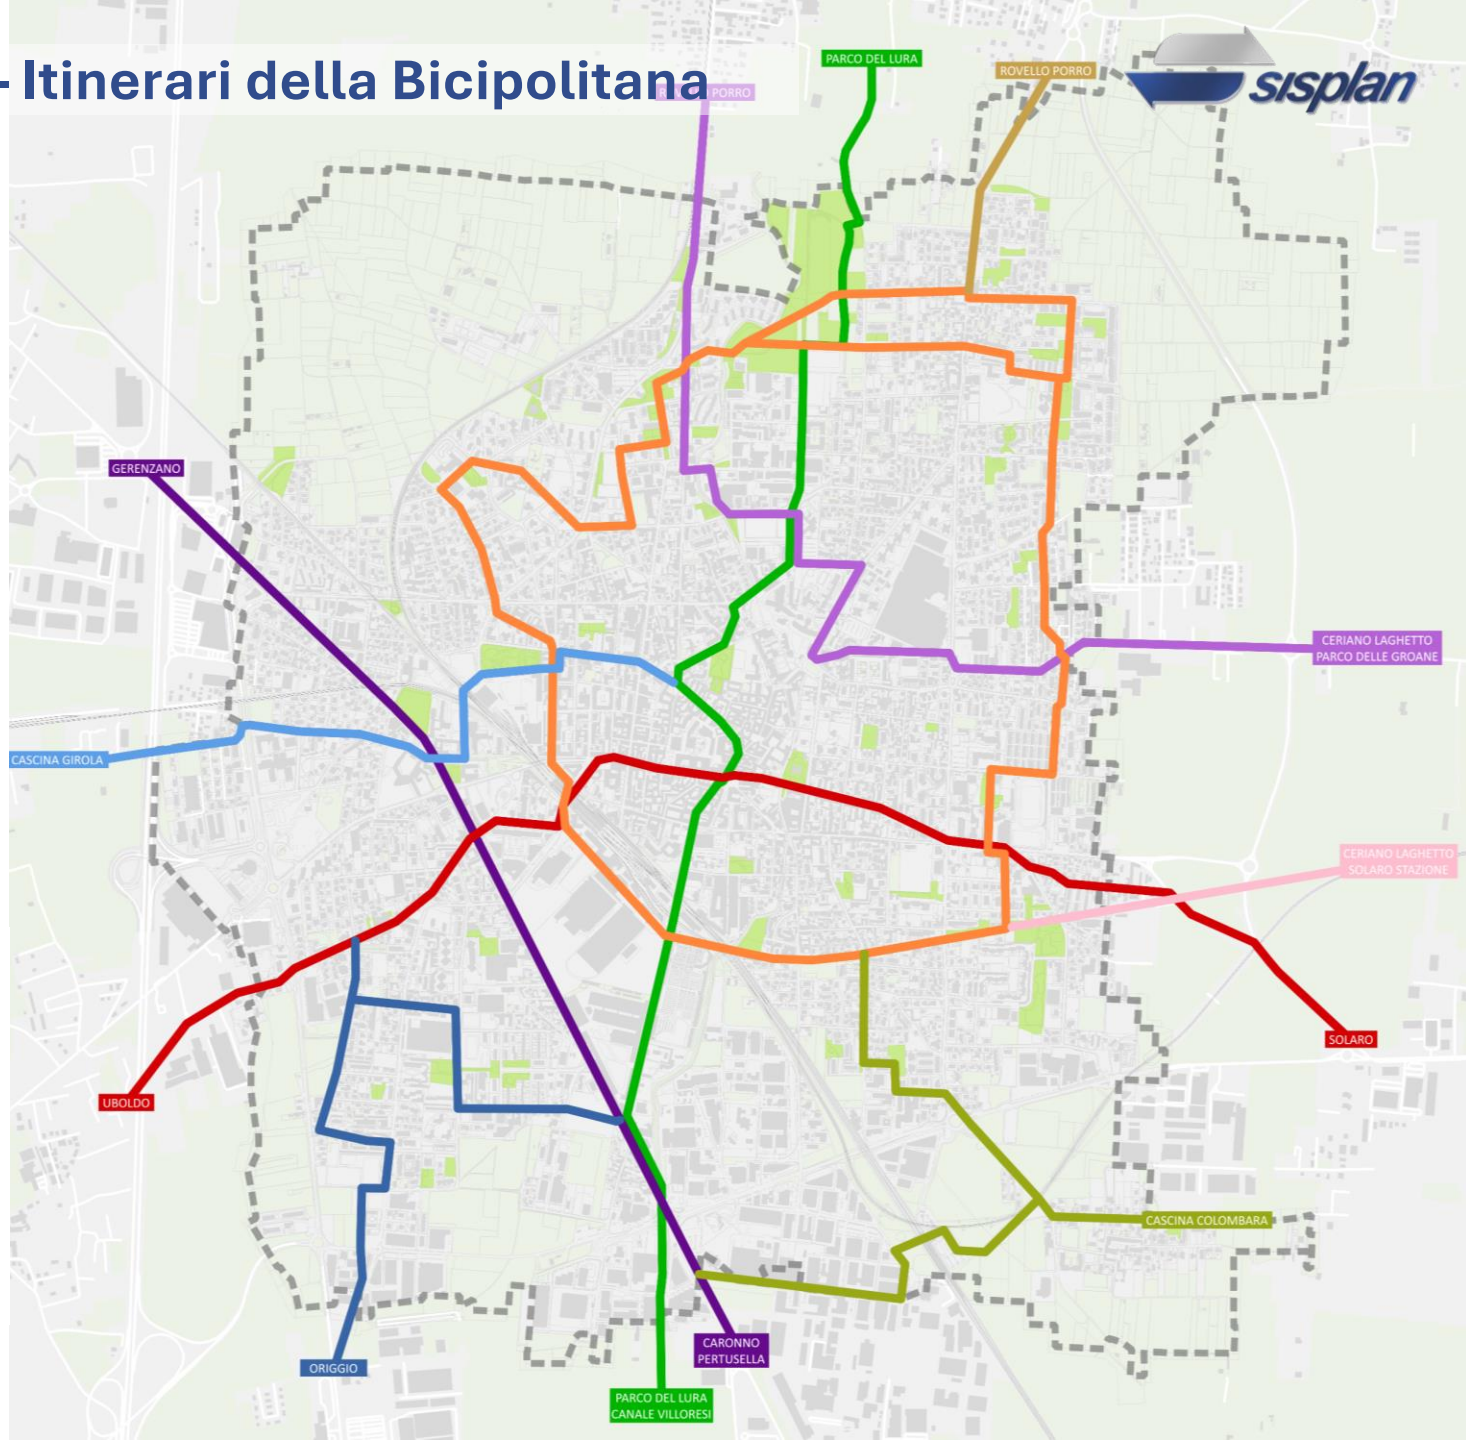 - Itinerari della Bicipolitana
PARCO DEL LURA
ROVELLO PORRO
sisplan
PORRO
GERENZANO
CERIANO LAGHETTO
PARCO DELLE GROANE
CASCINA GIROLA
CERIANO LAGHETTO
SOLARO STAZIONE
SOLARO
UBOLDO
CASCINA COLOMBARA
CARONNO
PERTUSELLA
ORIGGIO
PARCO DEL LURA
CANALE VILLORESI